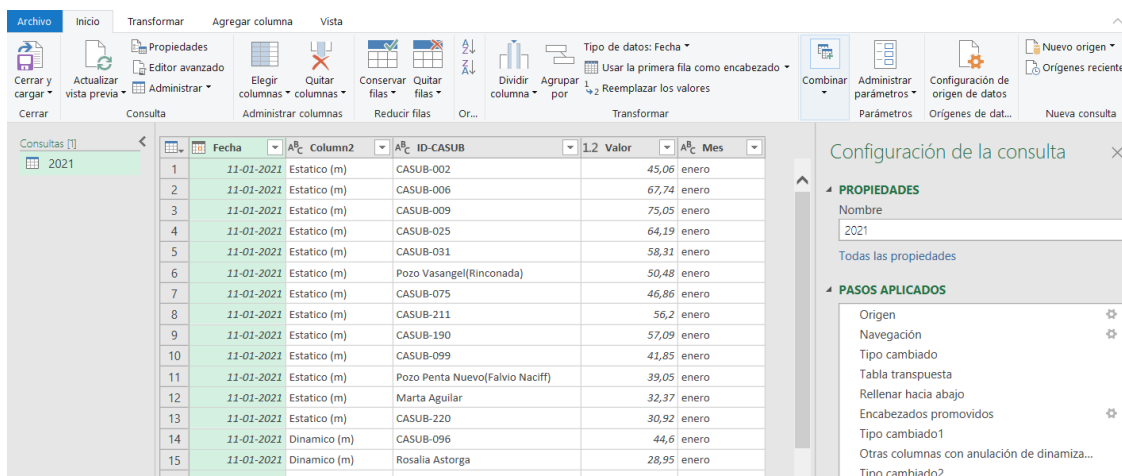 Archivo Inicio Transformar Agregar columna Vista
Cerrar y cargar Actualizar vista previa Propiedades Editor avanzado Administrar Elegir columnas Quitar columnas Conservar filas Quitar filas Dividir columna Agrupar por Tipo de datos: Fecha Usar la primera fila como encabezado Reemplazar los valores Combinar Administrar parámetros Configuración de origen de datos Nuevo origen Orígenes reciente
Cerrar Consulta Administrar columnas Reducir filas Or... Transformar Parámetros Orígenes de dat... Nueva consulta
Consultas [1]
2021
Fecha ABC Column2 ABC ID-CASUB 1.2 Valor ABC Mes
1 11-01-2021 Estatico (m) CASUB-002 45,06 enero
2 11-01-2021 Estatico (m) CASUB-006 67,74 enero
3 11-01-2021 Estatico (m) CASUB-009 75,05 enero
4 11-01-2021 Estatico (m) CASUB-025 64,19 enero
5 11-01-2021 Estatico (m) CASUB-031 58,31 enero
6 11-01-2021 Estatico (m) Pozo Vasangel(Rinconada) 50,48 enero
7 11-01-2021 Estatico (m) CASUB-075 46,86 enero
8 11-01-2021 Estatico (m) CASUB-211 56,2 enero
9 11-01-2021 Estatico (m) CASUB-190 57,09 enero
10 11-01-2021 Estatico (m) CASUB-099 41,85 enero
11 11-01-2021 Estatico (m) Pozo Penta Nuevo(Falvio Naciff) 39,05 enero
12 11-01-2021 Estatico (m) Marta Aguilar 32,37 enero
13 11-01-2021 Estatico (m) CASUB-220 30,92 enero
14 11-01-2021 Dinamico (m) CASUB-096 44,6 enero
15 11-01-2021 Dinamico (m) Rosalia Astorga 28,95 enero
Configuración de la consulta
PROPIEDADES
Nombre
2021
Todas las propiedades
PASOS APLICADOS
Origen
Navegación
Tipo cambiado
Tabla transpuesta
Rellenar hacia abajo
Encabezados promovidos
Tipo cambiado1
Otras columnas con anulación de dinamiza...
Tipo cambiado2